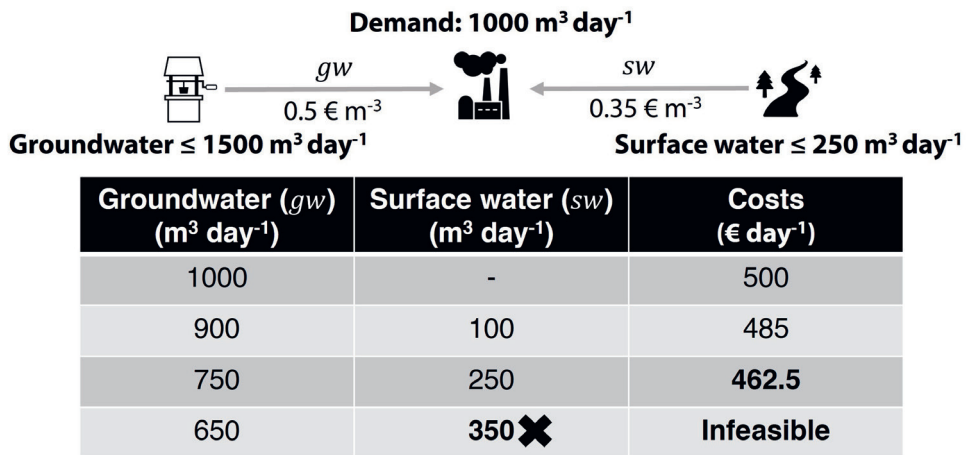 Demand: 1000 m³ day⁻¹
gw
sw
0.5 € m⁻³
0.35 € m⁻³
Groundwater ≤ 1500 m³ day⁻¹
Surface water ≤ 250 m³ day⁻¹
Groundwater (gw) (m³ day⁻¹)
Surface water (sw) (m³ day⁻¹)
Costs (€ day⁻¹)
1000 - 500
900 100 485
750 250 462.5
650 350 Infeasible